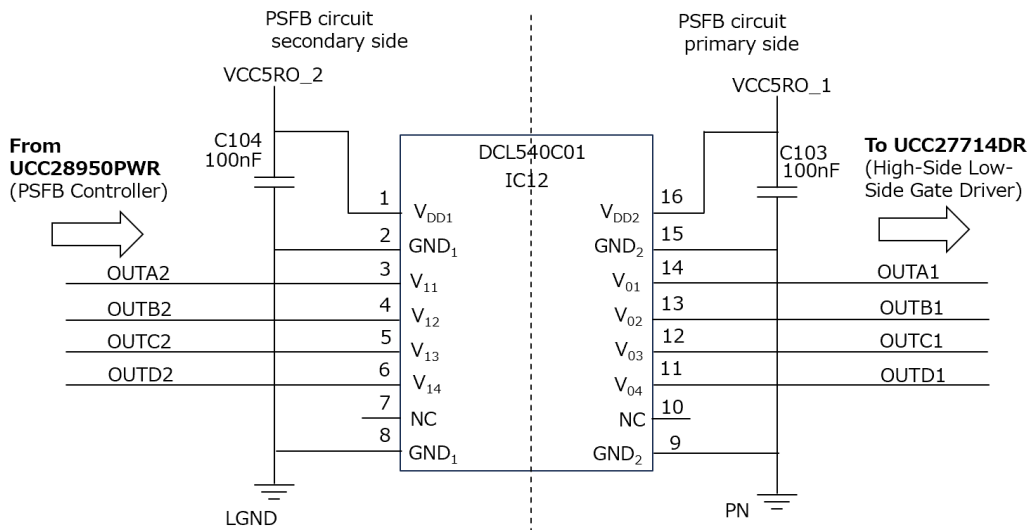 PSFB circuit
secondary side
PSFB circuit
primary side
VCC5RO_2
VCC5RO_1
From
UCC28950PWR
(PSFB Controller)
C104
100nF
DCL540C01
IC12
C103
100nF
To UCC27714DR
(High-Side Low-
Side Gate Driver)
1 VDD1
VDD2 16
2 GND1
GND2 15
OUTA2 3 V11
V01 14 OUTA1
OUTB2 4 V12
V02 13 OUTB1
OUTC2 5 V13
V03 12 OUTC1
OUTD2 6 V14
V04 11 OUTD1
7 NC
NC 10
8 GND1
GND2 9
LGND
PN